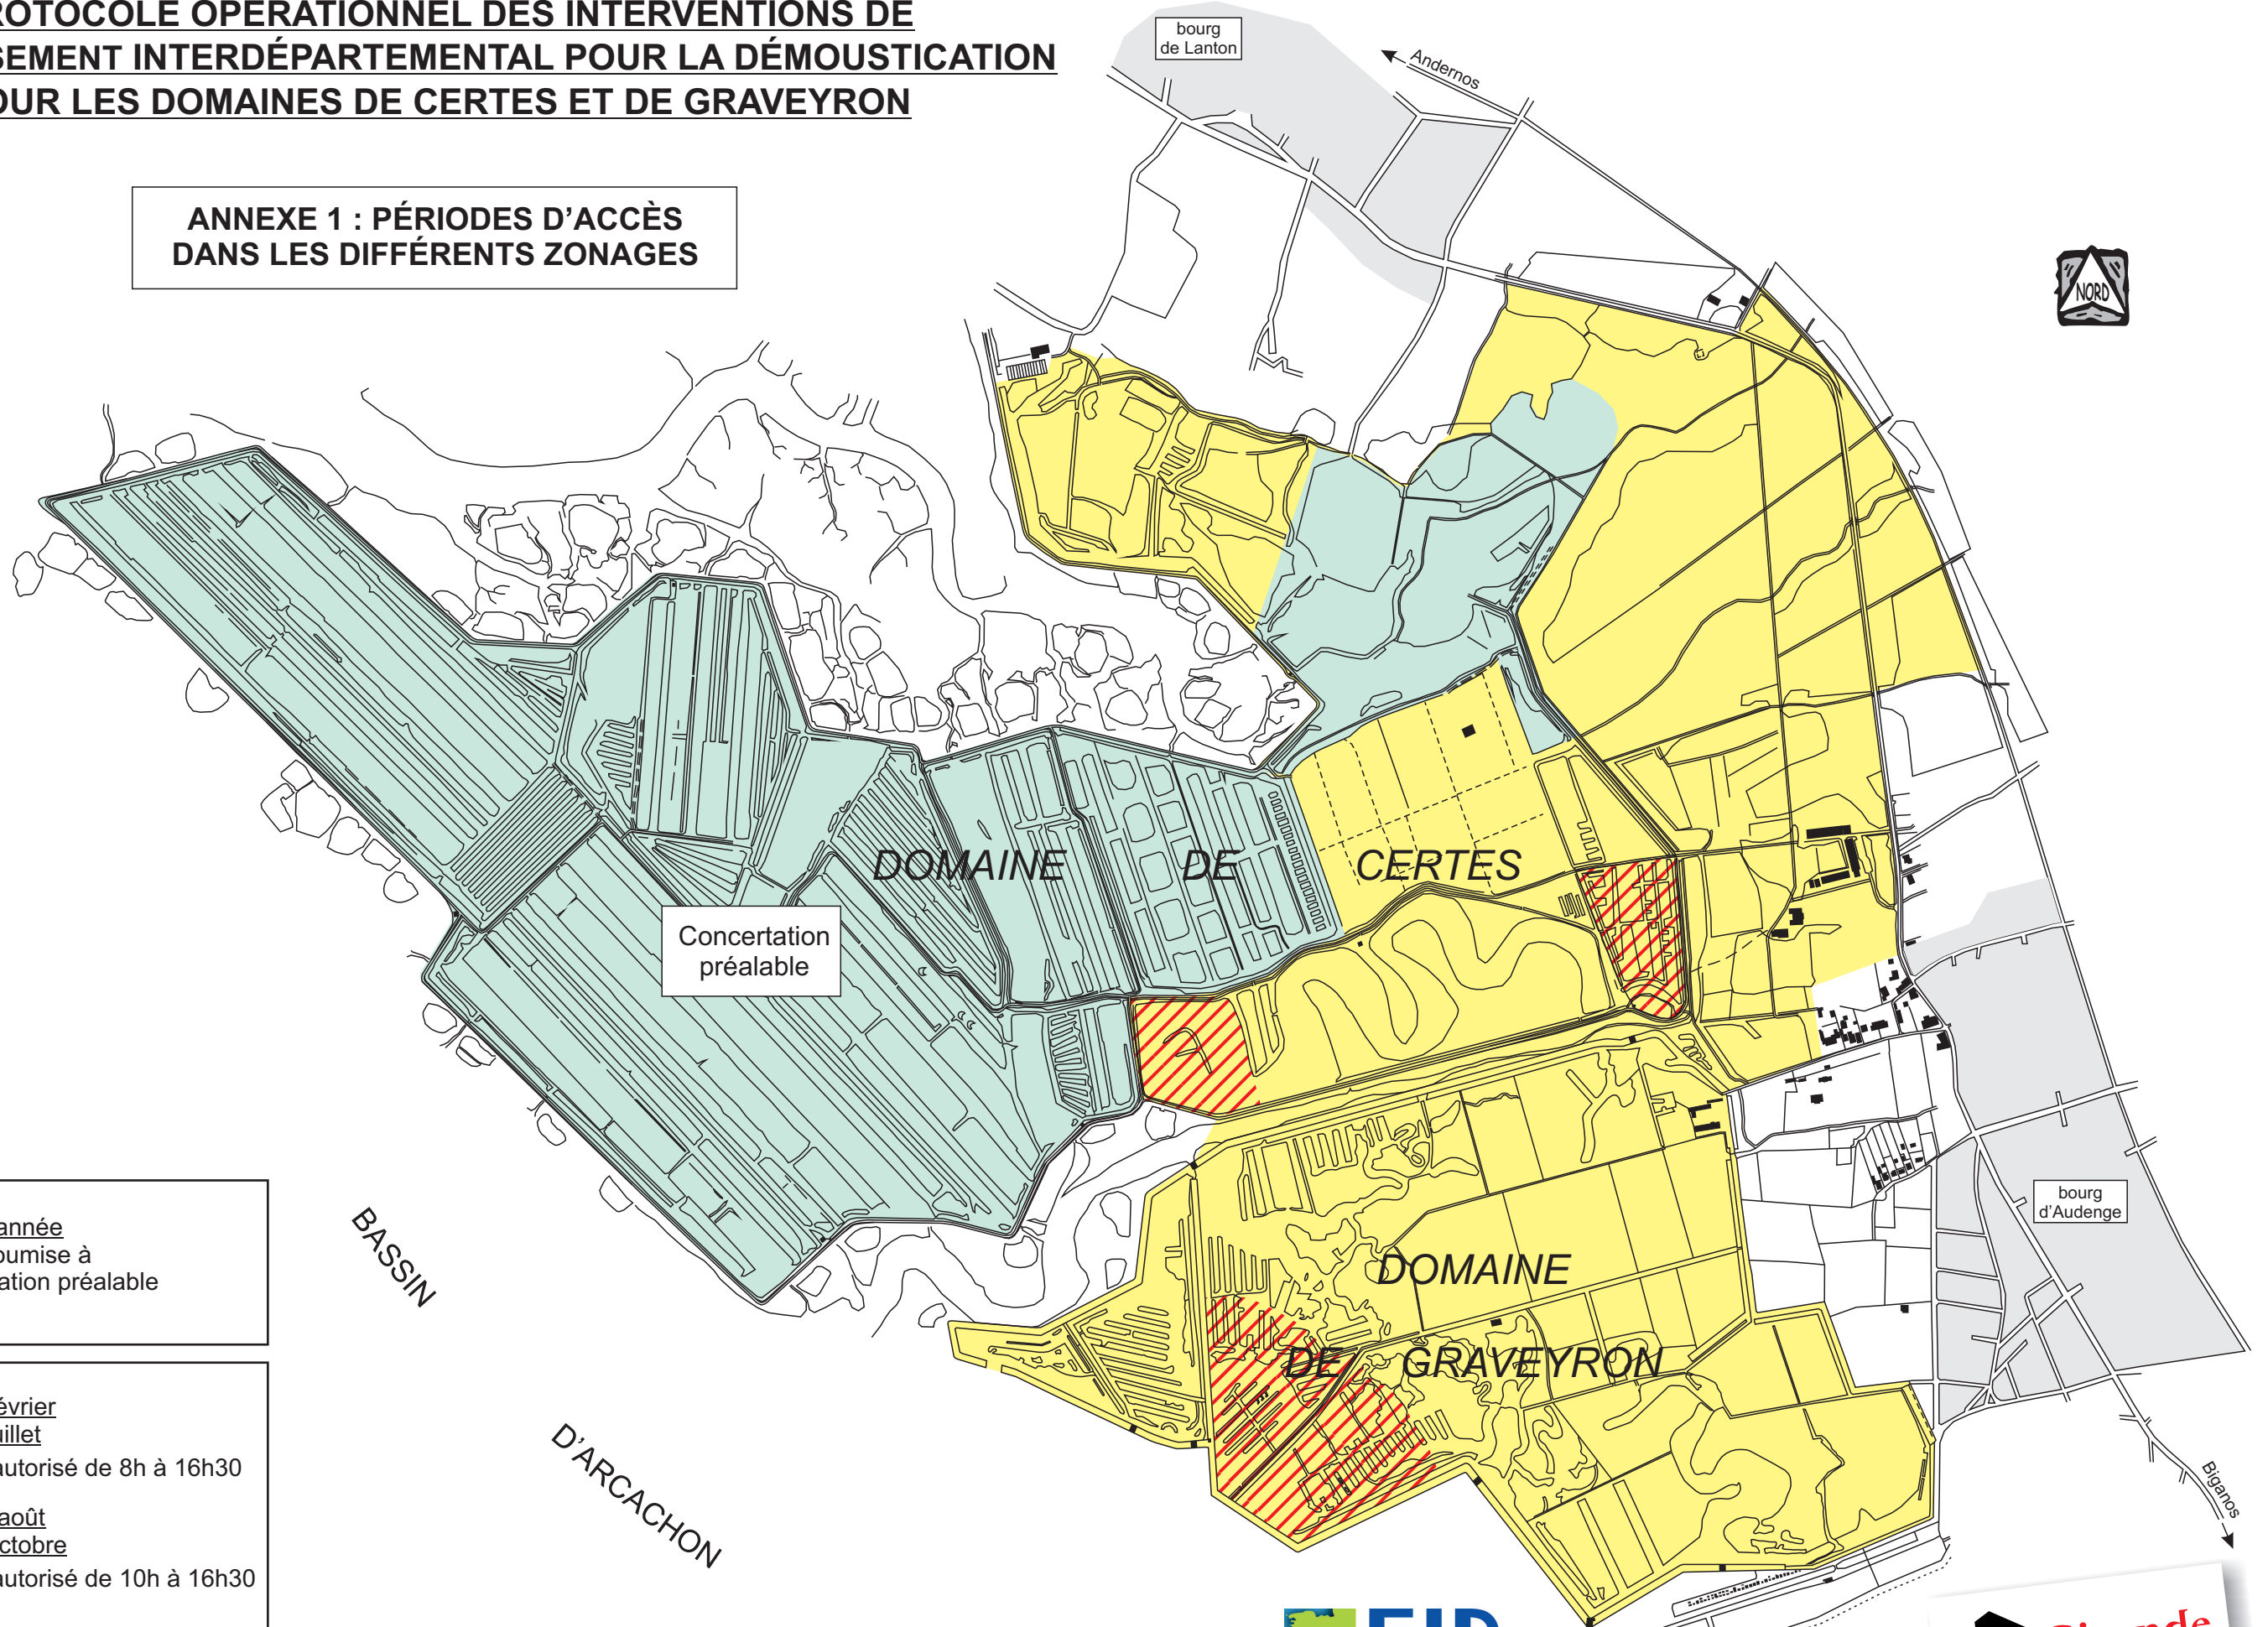 ROTOCOLE OPÉRATIONNEL DES INTERVENTIONS DE
SEMENT INTERDÉPARTEMENTAL POUR LA DÉMOUSTICATION
OUR LES DOMAINES DE CERTES ET DE GRAVEYRON
ANNEXE 1 : PÉRIODES D’ACCÈS
DANS LES DIFFÉRENTS ZONAGES
bourg
de Lanton
Andernos
NORD
DOMAINE DE CERTES
Concertation
préalable
DOMAINE
DE GRAVEYRON
bourg
d’Audenge
Biganos
BASSIN
D’ARCACHON
année
oumise à
ation préalable
évrier
uillet
autorisé de 8h à 16h30
août
ctobre
autorisé de 10h à 16h30
EID
Gironde